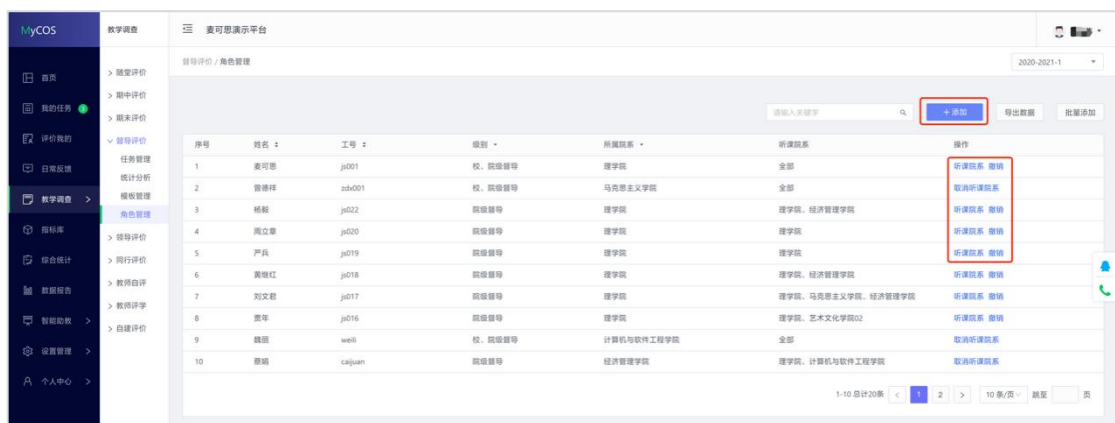 MyCOS 教学调查 麦可思演示平台
督导评价 / 角色管理 2020-2021-1
首页
我的任务 3
评价我的
日常反馈
教学调查 >
指标库
综合统计
数据报告
智能助教 >
设置管理 >
个人中心 >
> 随堂评价
> 期中评价
> 期末评价
∨ 督导评价
任务管理
统计分析
模板管理
角色管理
> 领导评价
> 同行评价
> 教师自评
> 教师评学
> 自建评价
请输入关键字 +添加 导出数据 批量添加
序号 姓名 工号 级别 所属院系 听课院系 操作
1 麦可思 js001 校、院级督导 理学院 全部 听课院系 撤销
2 曾德祥 zdx001 校、院级督导 马克思主义学院 全部 取消听课院系
3 杨毅 js022 院级督导 理学院 理学院、经济管理学院 听课院系 撤销
4 周立章 js020 院级督导 理学院 理学院 听课院系 撤销
5 严兵 js019 院级督导 理学院 理学院 听课院系 撤销
6 黄继红 js018 院级督导 理学院 理学院、经济管理学院 听课院系 撤销
7 刘文君 js017 院级督导 理学院 理学院、马克思主义学院、经济管理学院 听课院系 撤销
8 贾年 js016 院级督导 理学院 理学院、艺术文化学院02 听课院系 撤销
9 魏丽 weili 校、院级督导 计算机与软件工程学院 全部 取消听课院系
10 蔡娟 caijuan 院级督导 经济管理学院 理学院、计算机与软件工程学院 取消听课院系
1-10 总计20条 < 1 2 > 10 条/页 跳至 页